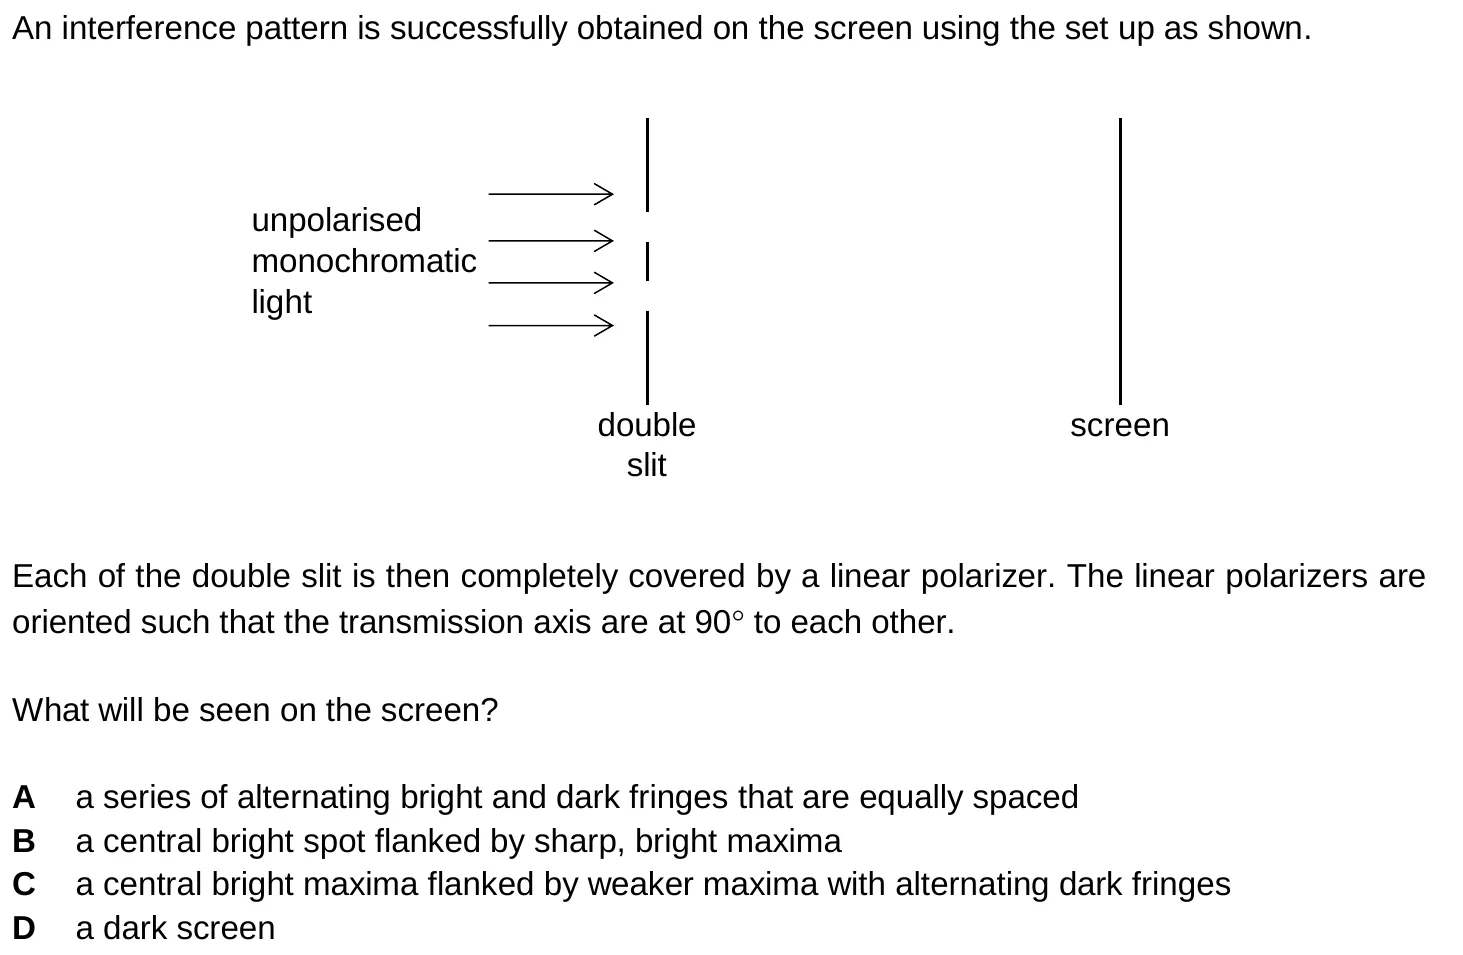 An interference pattern is successfully obtained on the screen using the set up as shown.
unpolarised
monochromatic
light
double
slit
screen
Each of the double slit is then completely covered by a linear polarizer. The linear polarizers are
oriented such that the transmission axis are at 90° to each other.
What will be seen on the screen?
A a series of alternating bright and dark fringes that are equally spaced
B a central bright spot flanked by sharp, bright maxima
C a central bright maxima flanked by weaker maxima with alternating dark fringes
D a dark screen